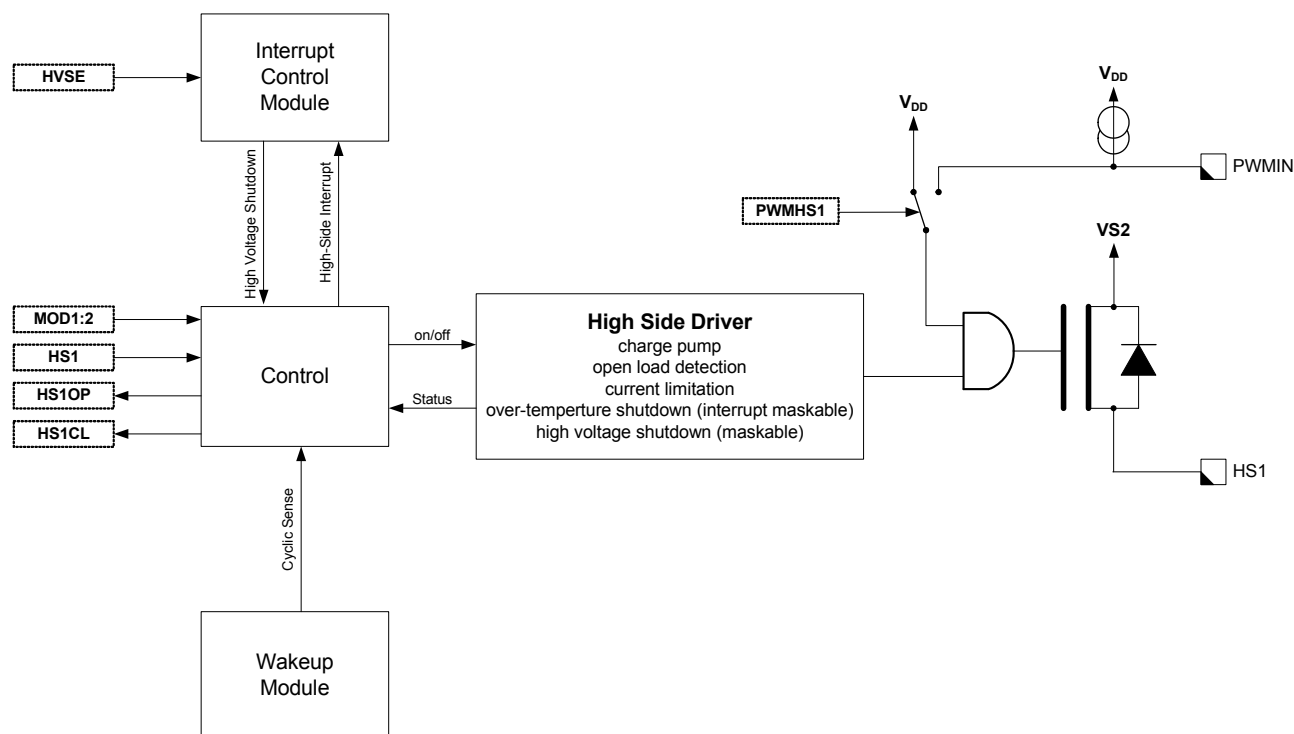 Interrupt
Control
Module
HVSE
High Voltage Shutdown
High-Side Interrupt
VDD
VDD
PWMIN
PWMHS1
VS2
MOD1:2
HS1
HS1OP
HS1CL
Control
on/off
Status
High Side Driver
charge pump
open load detection
current limitation
over-temperture shutdown (interrupt maskable)
high voltage shutdown (maskable)
HS1
Cyclic Sense
Wakeup
Module